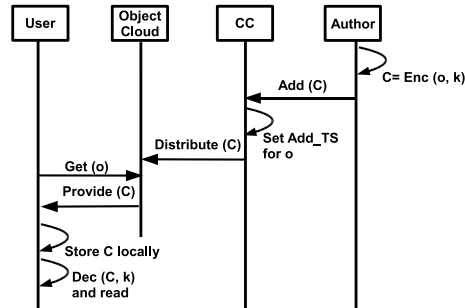 User
Object
Cloud
CC
Author
C= Enc (o, k)
Add (C)
Set Add_TS
for o
Distribute (C)
Get (o)
Provide (C)
Store C locally
Dec (C, k)
and read